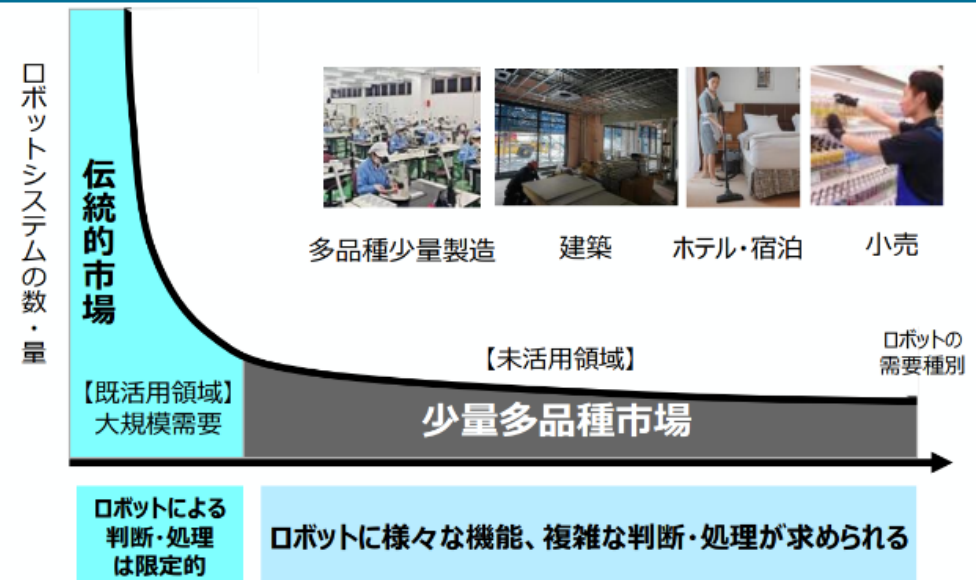 ロボットシステムの数・量
伝統的市場
【既活用領域】
大規模需要
多品種少量製造
建築
ホテル・宿泊
小売
【未活用領域】
少量多品種市場
ロボットの
需要種別
ロボットによる
判断・処理
は限定的
ロボットに様々な機能、複雑な判断・処理が求められる